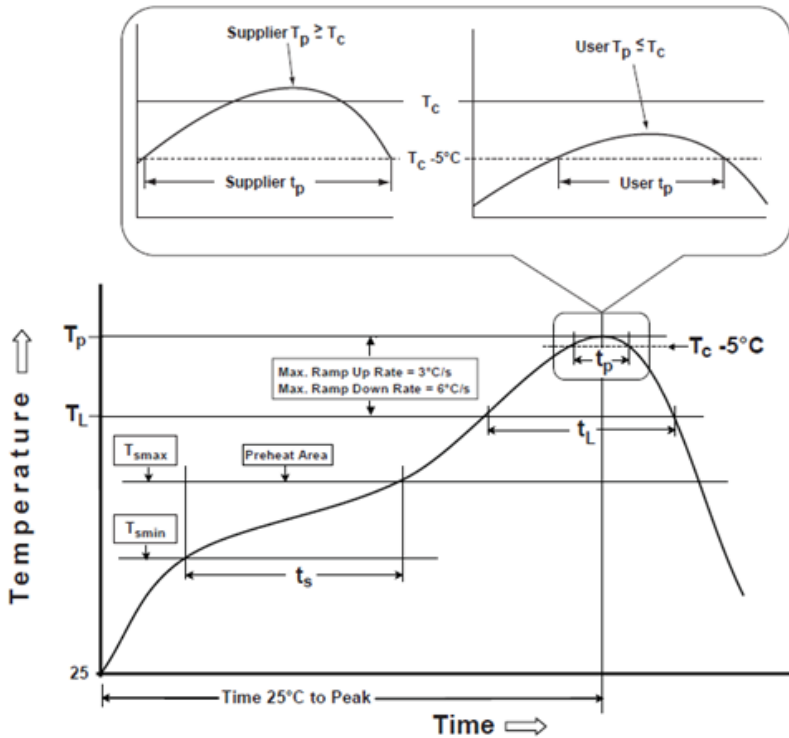 Supplier Tp ≥ Tc
User Tp ≤ Tc
Tc
Tc -5°C
Supplier tp
User tp
Tp
Tc -5°C
tp
Max. Ramp Up Rate = 3°C/s
Max. Ramp Down Rate = 6°C/s
TL
tL
Tsmax
Preheat Area
Tsmin
ts
Temperature
25
Time 25°C to Peak
Time